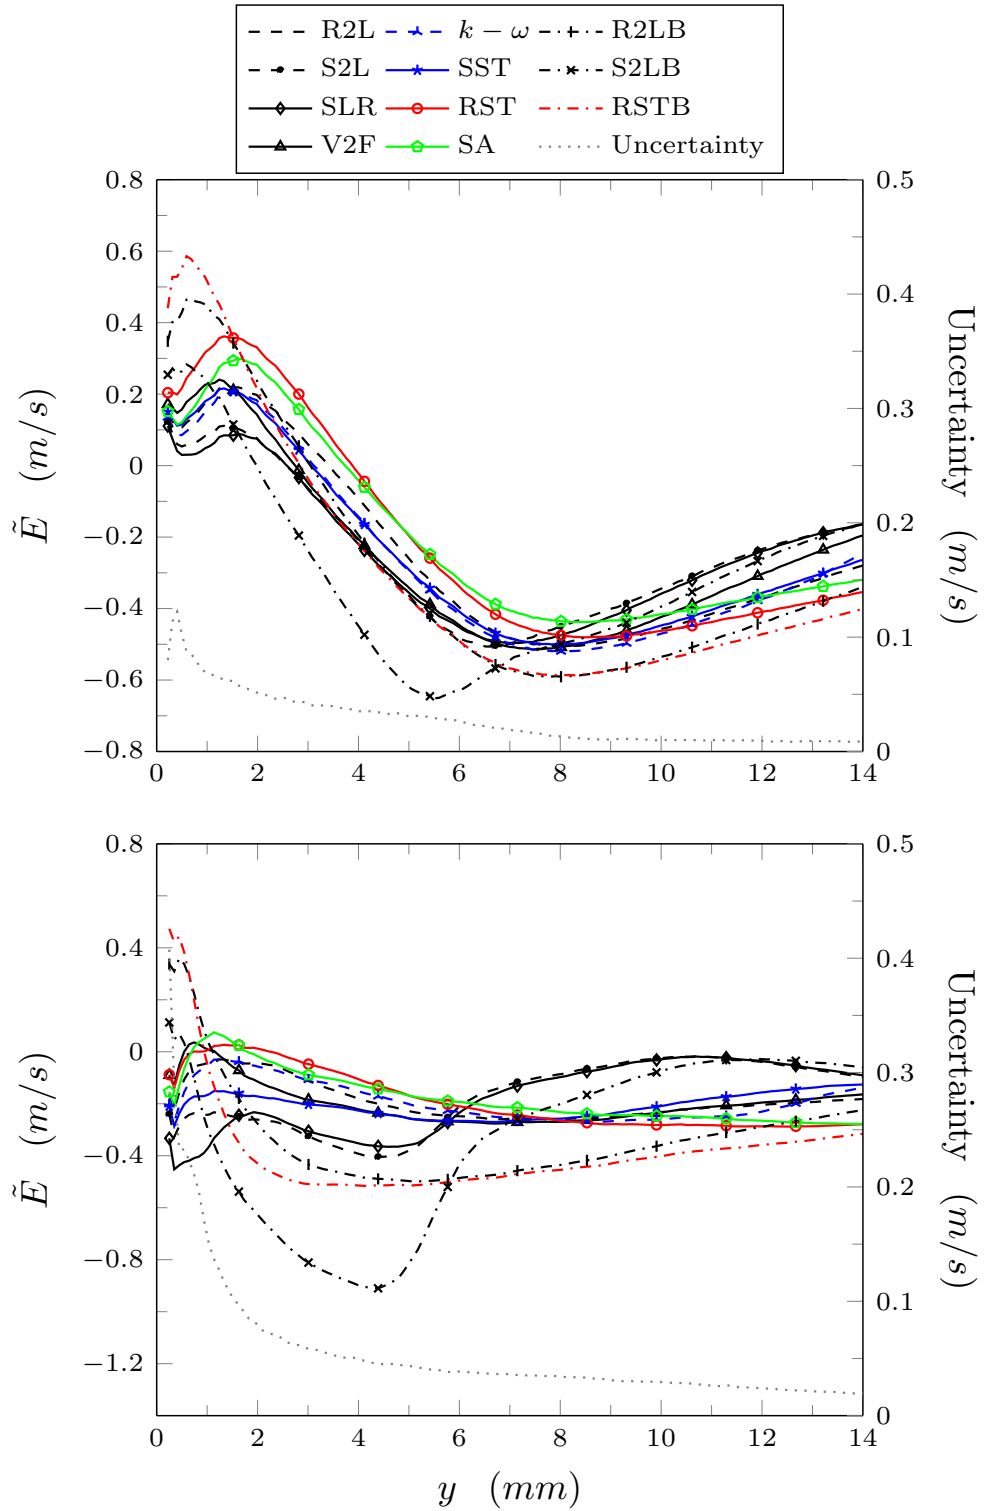 R2L k − ω R2LB
S2L SST S2LB
SLR RST RSTB
V2F SA Uncertainty
0.8
0.6
0.4
0.2
0
−0.2
−0.4
−0.6
−0.8
Ẽ (m/s)
0 2 4 6 8 10 12 14
0.5
0.4
0.3
0.2
0.1
0
Uncertainty (m/s)
0.8
0.4
0
−0.4
−0.8
−1.2
Ẽ (m/s)
0 2 4 6 8 10 12 14
0.5
0.4
0.3
0.2
0.1
0
Uncertainty (m/s)
y (mm)